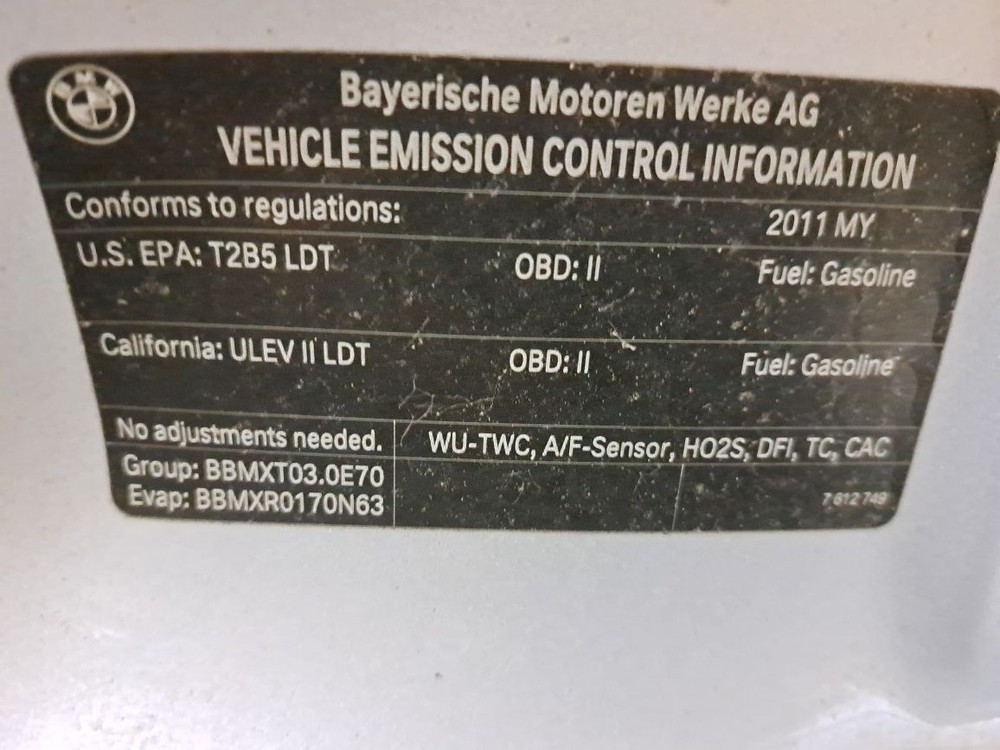 BMW
Bayerische Motoren Werke AG
VEHICLE EMISSION CONTROL INFORMATION
Conforms to regulations: 2011 MY
U.S. EPA: T2B5 LDT OBD: II Fuel: Gasoline
California: ULEV II LDT OBD: II Fuel: Gasoline
No adjustments needed. WU-TWC, A/F-Sensor, HO2S, DFI, TC, CAC
Group: BBMXT03.0E70
Evap: BBMXR0170N63 7 612 749